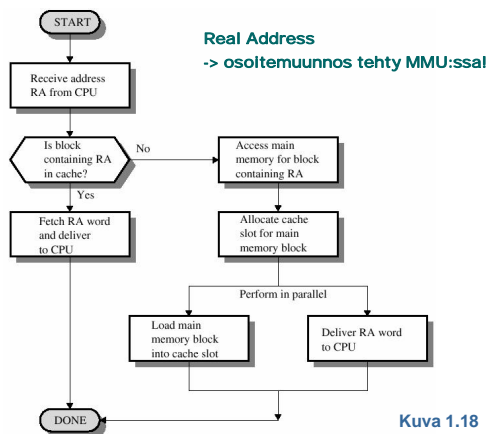 START
Real Address
-> osoitemuunnos tehty MMU:ssa!
Receive address
RA from CPU
Is block
containing RA
in cache?
No
Access main
memory for block
containing RA
Yes
Fetch RA word
and deliver
to CPU
Allocate cache
slot for main
memory block
Perform in parallel
Load main
memory block
into cache slot
Deliver RA word
to CPU
DONE
Kuva 1.18